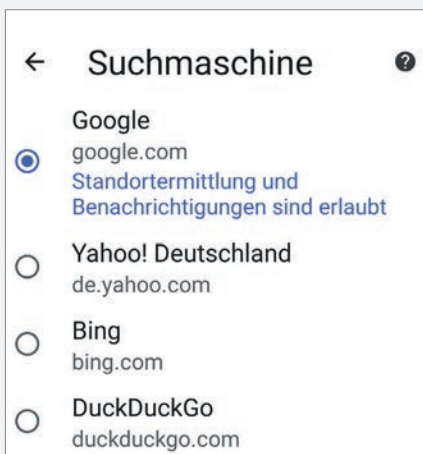 Suchmaschine
Google
google.com
Standortermittlung und
Benachrichtigungen sind erlaubt
Yahoo! Deutschland
de.yahoo.com
Bing
bing.com
DuckDuckGo
duckduckgo.com